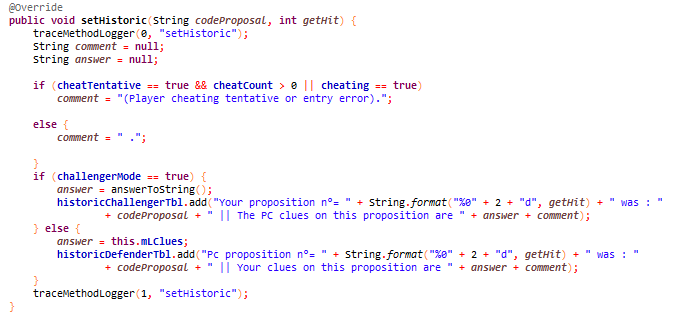 @Override
public void setHistoric(String codeProposal, int getHit) {
traceMethodLogger(0, "setHistoric");
String comment = null;
String answer = null;
if (cheatTentative == true && cheatCount > 0 || cheating == true)
comment = "(Player cheating tentative or entry error).";
else {
comment = " .";
}
if (challengerMode == true) {
answer = answerToString();
historicChallengerTbl.add("Your proposition n°= " + String.format("%0" + 2 + "d", getHit) + " was : "
+ codeProposal + " || The PC clues on this proposition are " + answer + comment);
} else {
answer = this.mLClues;
historicDefenderTbl.add("Pc proposition n°= " + String.format("%0" + 2 + "d", getHit) + " was : "
+ codeProposal + " || Your clues on this proposition are " + answer + comment);
}
traceMethodLogger(1, "setHistoric");
}